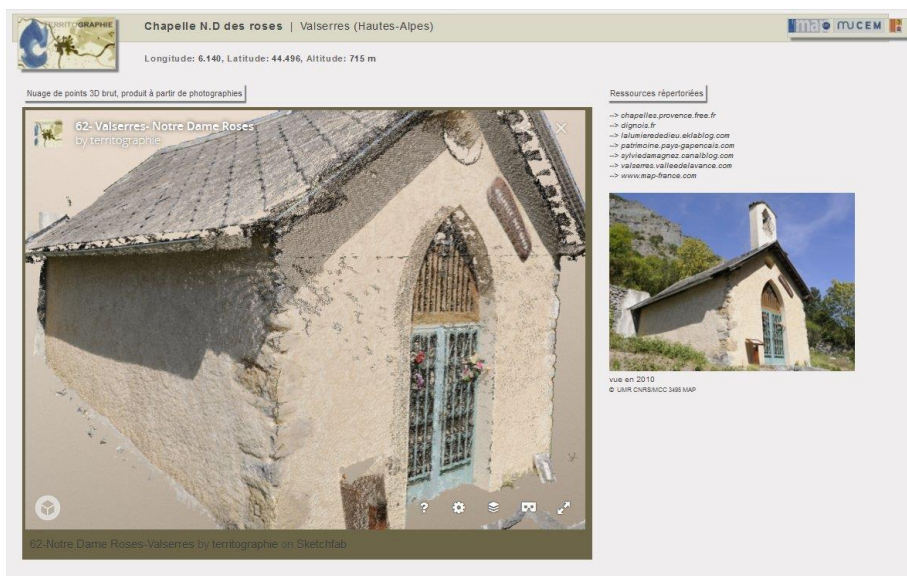 TERRITOGRAPHIE
Chapelle N.D des roses | Valserres (Hautes-Alpes)
map MUCEM
Longitude: 6.140, Latitude: 44.496, Altitude: 715 m
Nuage de points 3D brut, produit à partir de photographies
Ressources répertoriées
62- Valserres- Notre Dame Roses
by territographie
--> chapelles.provence.free.fr
--> dignois.fr
--> lalumierededieu.eklablog.com
--> patrimoine.pays-gapencais.com
--> sylviedamagnez.canalblog.com
--> valserres.valleedelavance.com
--> www.map-france.com
vue en 2010
© UMR CNRS/MCC 3495 MAP
?
62-Notre Dame Roses-Valserres by territographie on Sketchfab